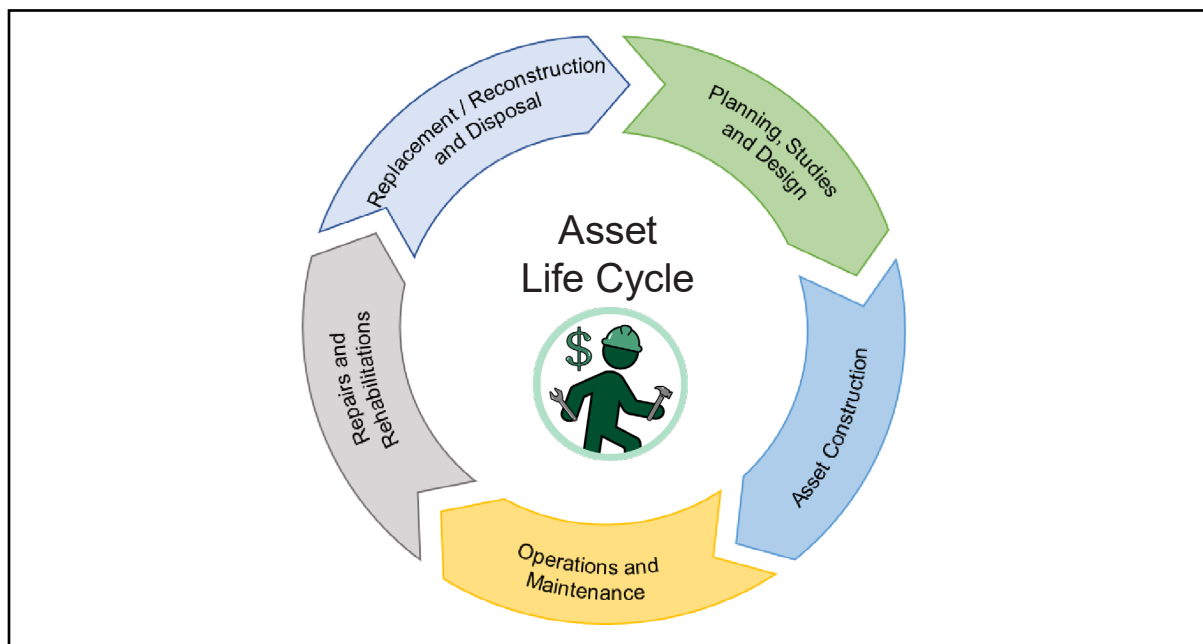 Asset
Life Cycle
$
Planning, Studies
and Design
Asset Construction
Operations and
Maintenance
Repairs and
Rehabilitations
Replacement / Reconstruction
and Disposal